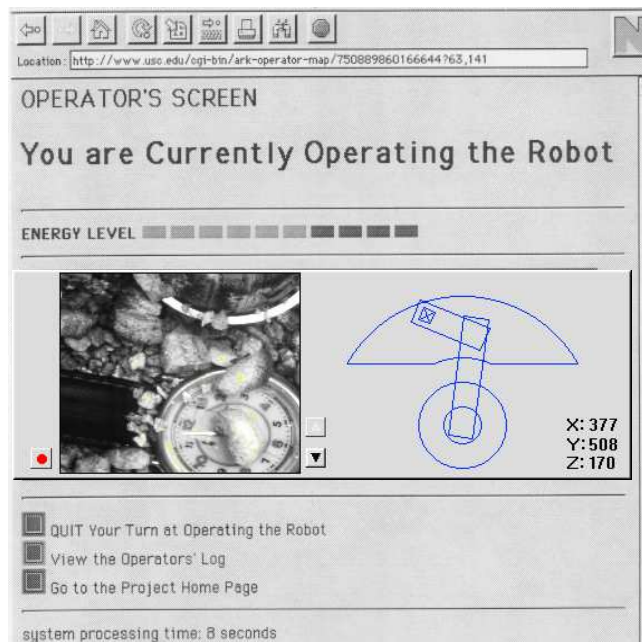 N
Location: http://www.usc.edu/cgi-bin/ark-operator-map/750889860166644?63,141
OPERATOR'S SCREEN
You are Currently Operating the Robot
ENERGY LEVEL
X: 377
Y: 508
Z: 170
QUIT Your Turn at Operating the Robot
View the Operators' Log
Go to the Project Home Page
system processing time: 8 seconds